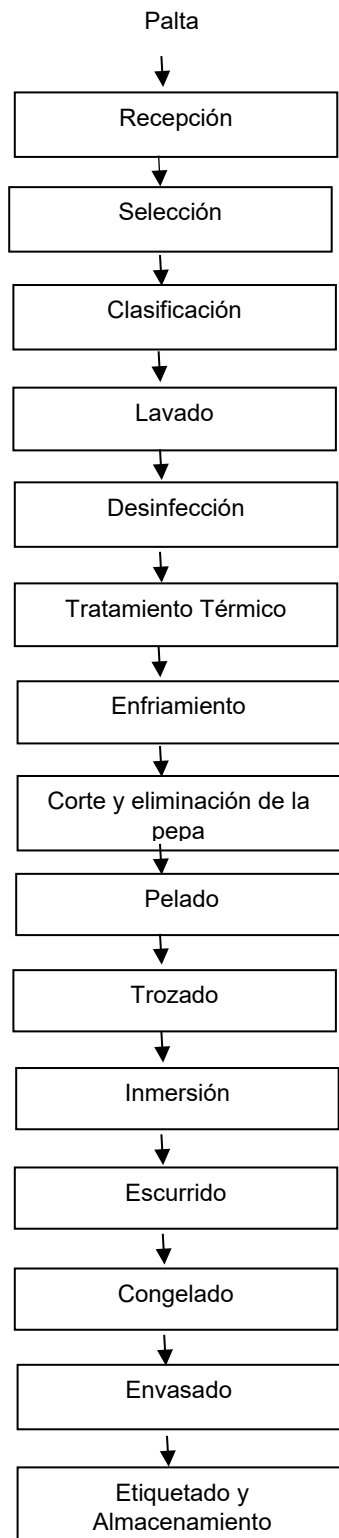 Palta
Recepción
Selección
Clasificación
Lavado
Desinfección
Tratamiento Térmico
Enfriamiento
Corte y eliminación de la
pepa
Pelado
Trozado
Inmersión
Escurrido
Congelado
Envasado
Etiquetado y
Almacenamiento